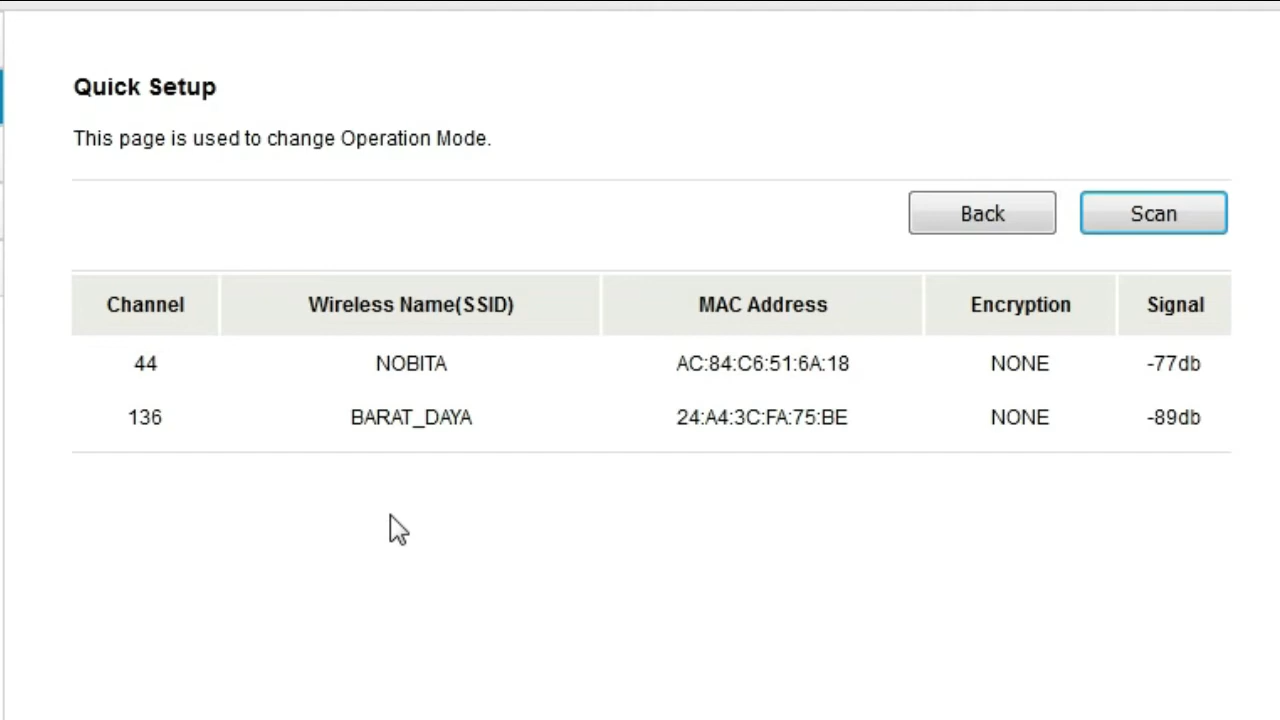 Quick Setup
This page is used to change Operation Mode.
Back Scan
Channel Wireless Name(SSID) MAC Address Encryption Signal
44 NOBITA AC:84:C6:51:6A:18 NONE -77db
136 BARAT_DAYA 24:A4:3C:FA:75:BE NONE -89db